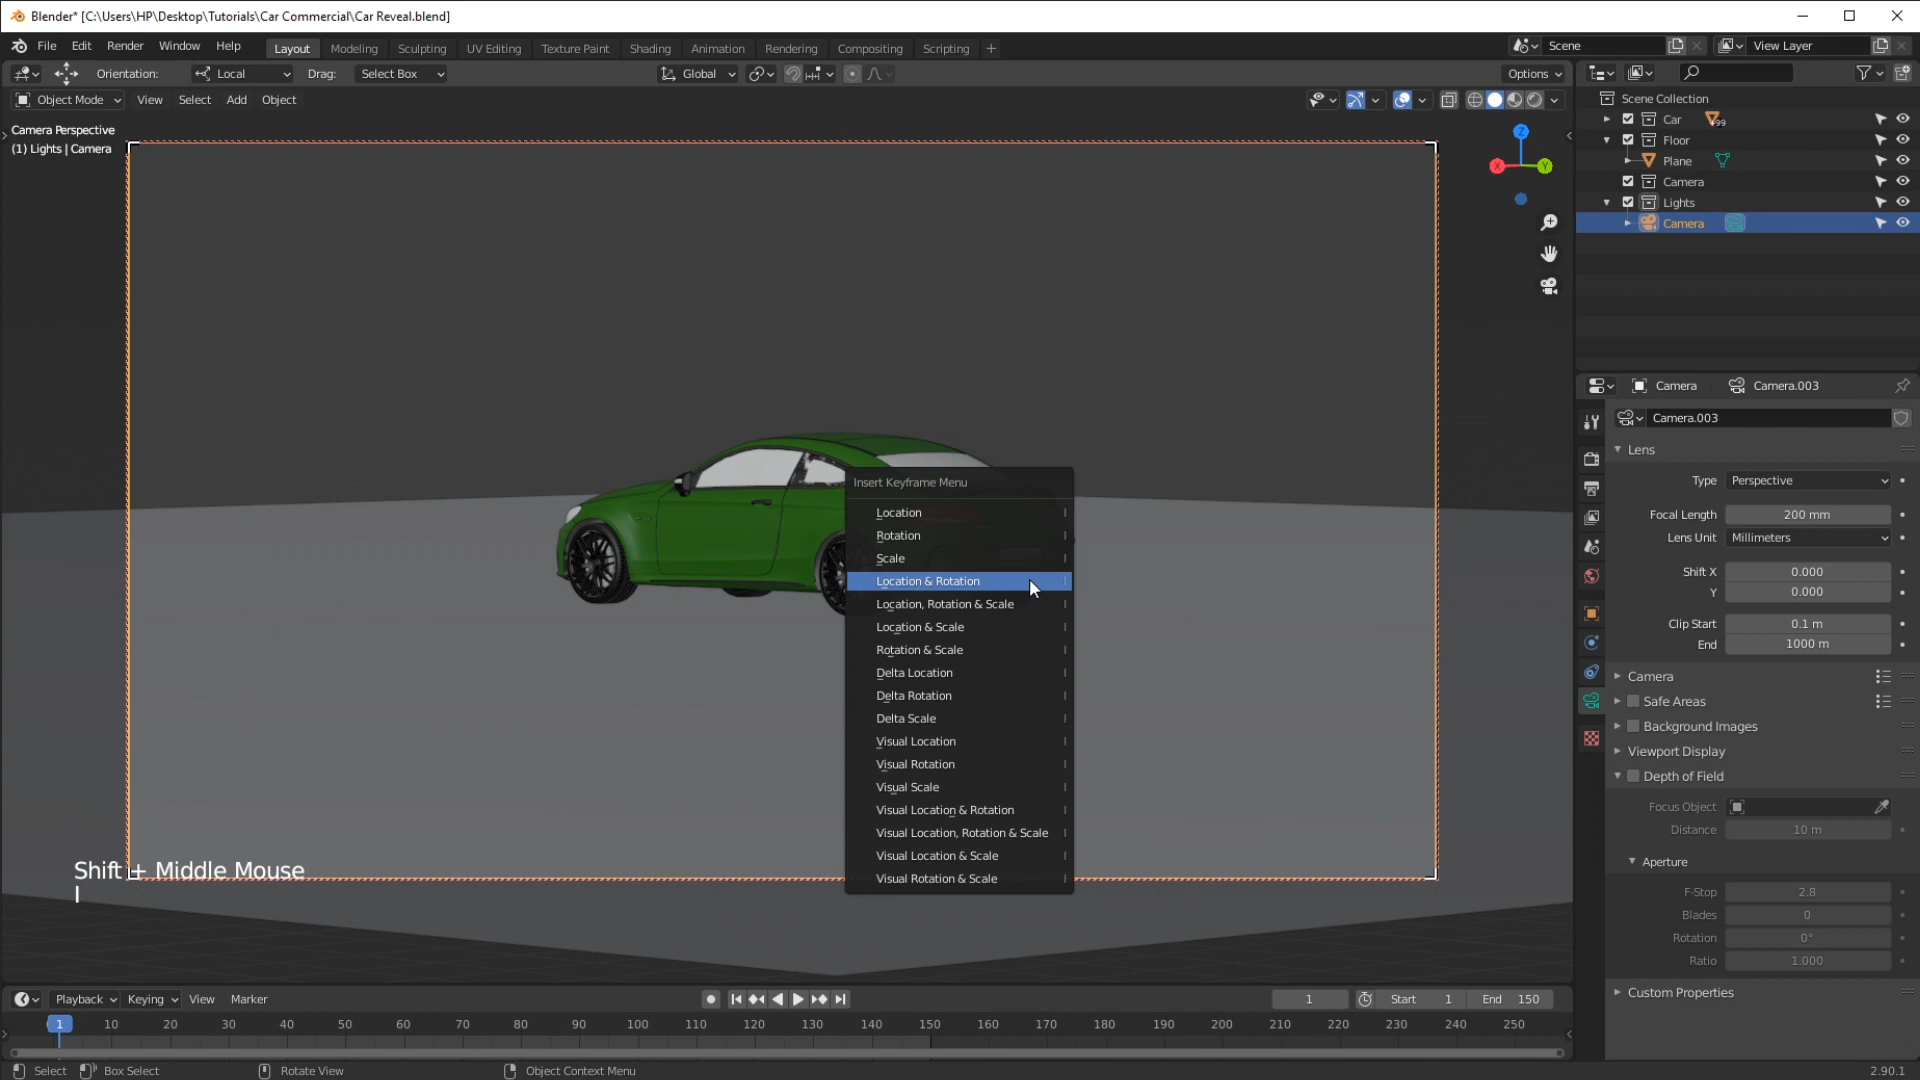 Blender* [C:\Users\HP\Desktop\Tutorials\Car Commercial\Car Reveal.blend]
File Edit Render Window Help Layout Modeling Sculpting UV Editing Texture Paint Shading Animation Rendering Compositing Scripting + Scene View Layer
Orientation: Local Drag: Select Box Global Options
Object Mode View Select Add Object
Camera Perspective
(1) Lights | Camera
Z
X
Y
Scene Collection
Car 99
Floor
Plane
Camera
Lights
Camera
Camera Camera.003
Camera.003
Lens
Type Perspective
Focal Length 200 mm
Lens Unit Millimeters
Shift X 0.000
Y 0.000
Clip Start 0.1 m
End 1000 m
Camera
Safe Areas
Background Images
Viewport Display
Depth of Field
Focus Object
Distance 10 m
Aperture
F-Stop 2.8
Blades 0
Rotation 0°
Ratio 1.000
Custom Properties
Insert Keyframe Menu
Location I
Rotation I
Scale I
Location & Rotation I
Location, Rotation & Scale I
Location & Scale I
Rotation & Scale I
Delta Location I
Delta Rotation I
Delta Scale I
Visual Location I
Visual Rotation I
Visual Scale I
Visual Location & Rotation I
Visual Location, Rotation & Scale I
Visual Location & Scale I
Visual Rotation & Scale I
Shift + Middle Mouse
I
Playback Keying View Marker 1 Start 1 End 150
1 10 20 30 40 50 60 70 80 90 100 110 120 130 140 150 160 170 180 190 200 210 220 230 240 250
Select Box Select Rotate View Object Context Menu 2.90.1